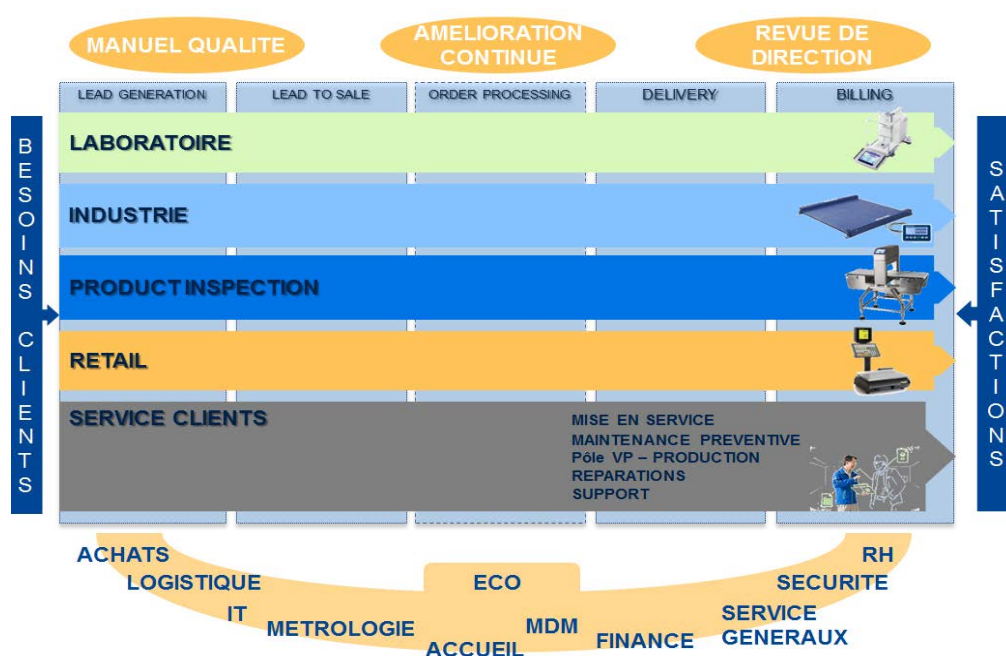 MANUEL QUALITE
AMELIORATION
CONTINUE
REVUE DE
DIRECTION
LEAD GENERATION
LEAD TO SALE
ORDER PROCESSING
DELIVERY
BILLING
BESOINS CLIENTS
LABORATOIRE
INDUSTRIE
PRODUCT INSPECTION
RETAIL
SERVICE CLIENTS
MISE EN SERVICE
MAINTENANCE PREVENTIVE
Pôle VP – PRODUCTION
REPARATIONS
SUPPORT
SATISFACTIONS
ACHATS
LOGISTIQUE
IT
METROLOGIE
ACCUEIL
ECO
MDM
FINANCE
SERVICE
GENERAUX
SECURITE
RH